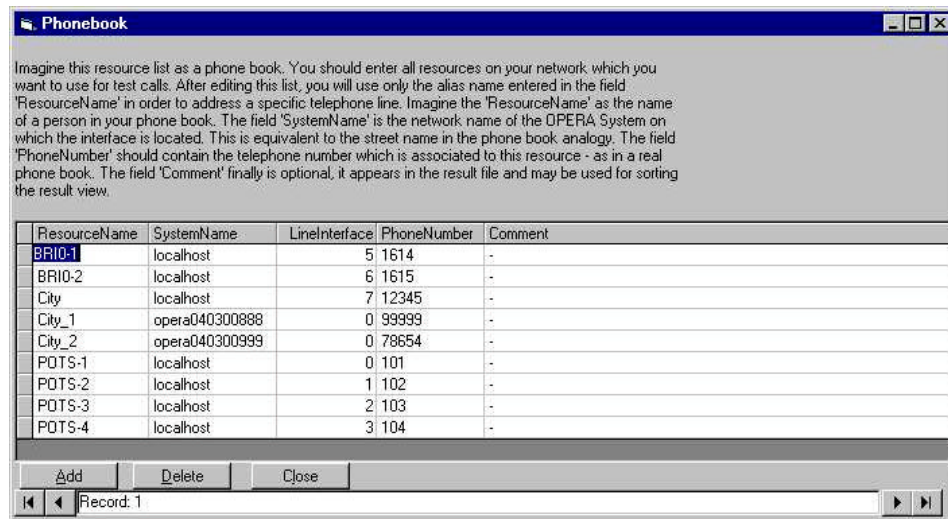 Phonebook
Imagine this resource list as a phone book. You should enter all resources on your network which you
want to use for test calls. After editing this list, you will use only the alias name entered in the field
'ResourceName' in order to address a specific telephone line. Imagine the 'ResourceName' as the name
of a person in your phone book. The field 'SystemName' is the network name of the OPERA System on
which the interface is located. This is equivalent to the street name in the phone book analogy. The field
'PhoneNumber' should contain the telephone number which is associated to this resource - as in a real
phone book. The field 'Comment' finally is optional, it appears in the result file and may be used for sorting
the result view.
ResourceName SystemName LineInterface PhoneNumber Comment
BRI0-1 localhost 5 1614 -
BRI0-2 localhost 6 1615 -
City localhost 7 12345 -
City_1 opera040300888 0 99999 -
City_2 opera040300999 0 78654 -
POTS-1 localhost 0 101 -
POTS-2 localhost 1 102 -
POTS-3 localhost 2 103 -
POTS-4 localhost 3 104 -
Add Delete Close
Record: 1